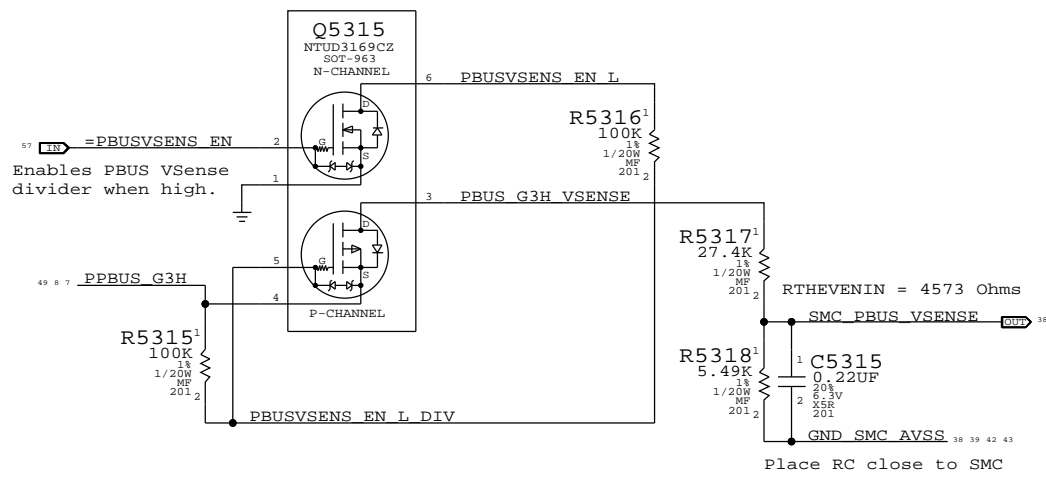 Q5315
NTUD3169CZ
SOT-963
N-CHANNEL
6
PBUSVSENS_EN_L
D
G
S
57
IN
=PBUSVSENS_EN
2
Enables PBUS VSense
divider when high.
1
R5316
1
100K
1%
1/20W
MF
201
2
3
PBUS_G3H_VSENSE
D
G
S
5
49 8 7
PPBUS_G3H
4
P-CHANNEL
R5315
1
100K
1%
1/20W
MF
201
2
PBUSVSENS_EN_L_DIV
R5317
1
27.4K
1%
1/20W
MF
201
2
RTHEVENIN = 4573 Ohms
SMC_PBUS_VSENSE
OUT
38
R5318
1
5.49K
1%
1/20W
MF
201
2
1
C5315
0.22UF
20%
6.3V
X5R
201
2
GND_SMC_AVSS
38 39 42 43
Place RC close to SMC